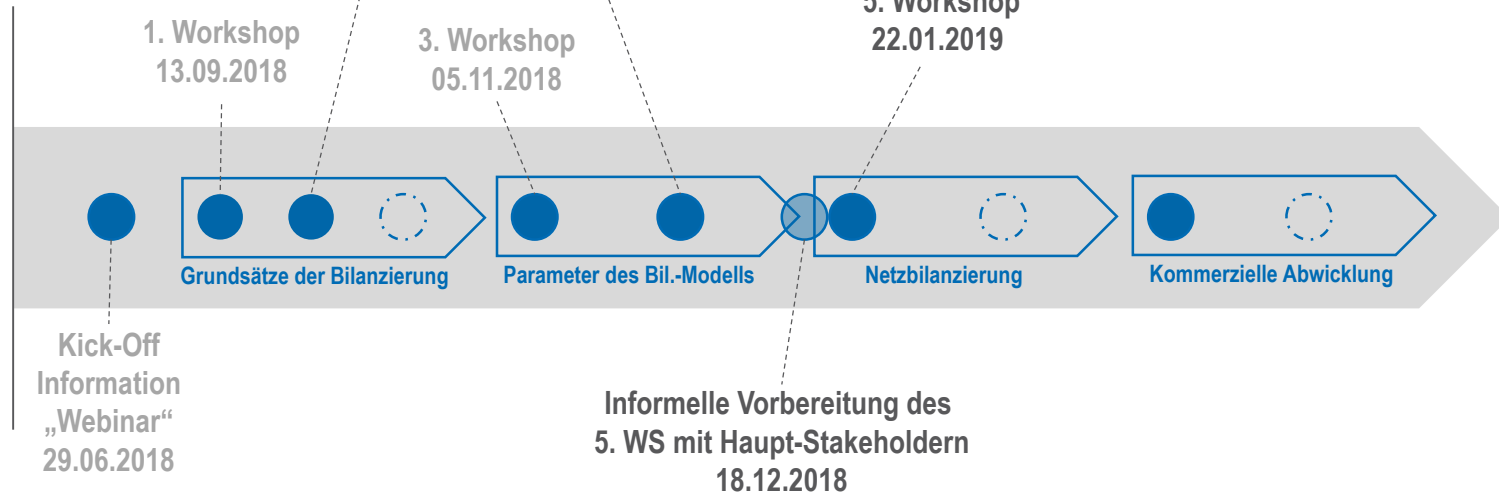 5. Workshop
22.01.2019
1. Workshop
13.09.2018
3. Workshop
05.11.2018
Grundsätze der Bilanzierung
Parameter des Bil.-Modells
Netzbilanzierung
Kommerzielle Abwicklung
Kick-Off
Information
„Webinar“
29.06.2018
Informelle Vorbereitung des
5. WS mit Haupt-Stakeholdern
18.12.2018